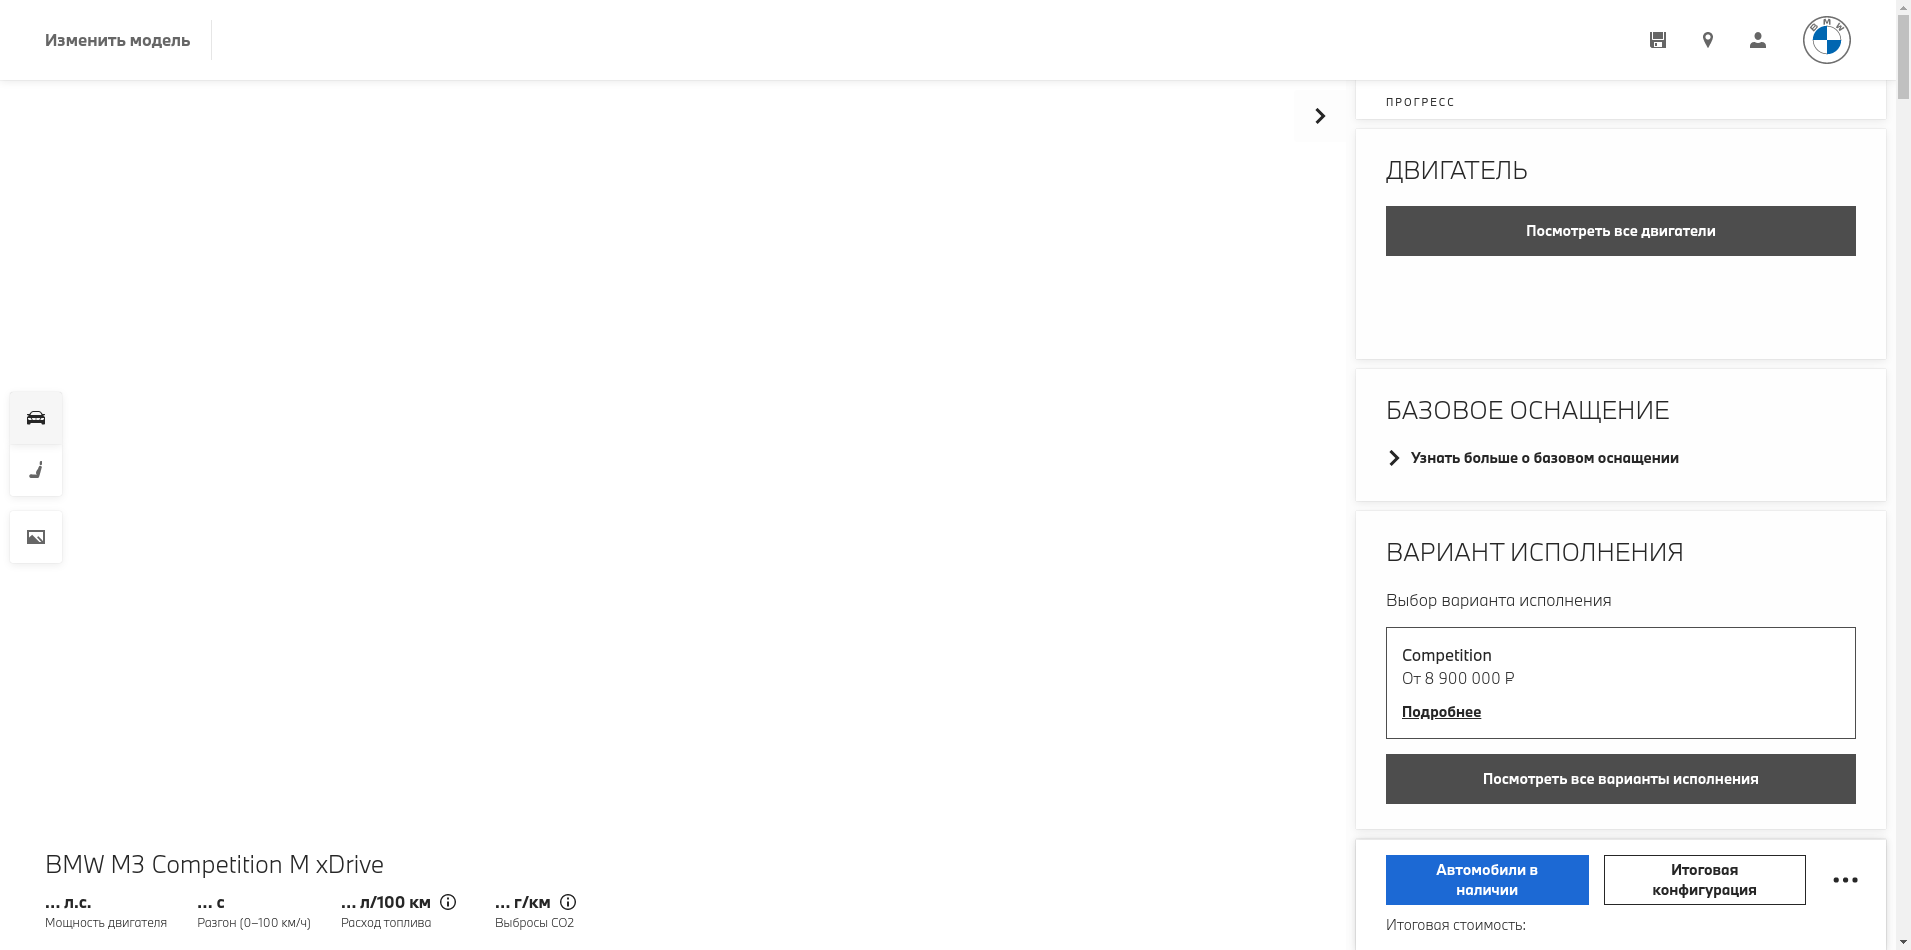 Изменить модель
BMW
ПРОГРЕСС
ДВИГАТЕЛЬ
Посмотреть все двигатели
БАЗОВОЕ ОСНАЩЕНИЕ
Узнать больше о базовом оснащении
ВАРИАНТ ИСПОЛНЕНИЯ
Выбор варианта исполнения
Competition
От 8 900 000 ₽
Подробнее
Посмотреть все варианты исполнения
BMW M3 Competition M xDrive
... л.с.
Мощность двигателя
... с
Разгон (0–100 км/ч)
... л/100 км
Расход топлива
... г/км
Выбросы CO2
Автомобили в
наличии
Итоговая
конфигурация
Итоговая стоимость: